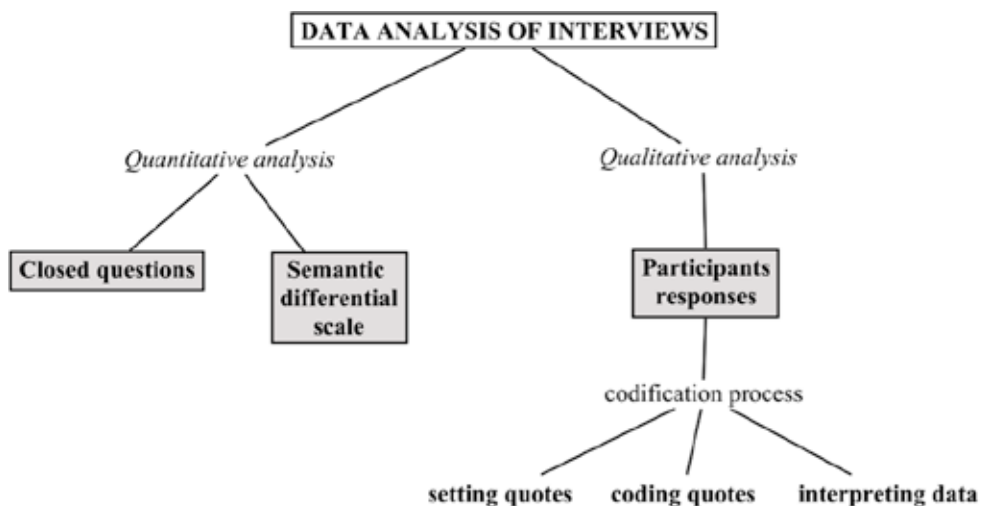 DATA ANALYSIS OF INTERVIEWS
Quantitative analysis
Qualitative analysis
Closed questions
Semantic
differential
scale
Participants
responses
codification process
setting quotes
coding quotes
interpreting data